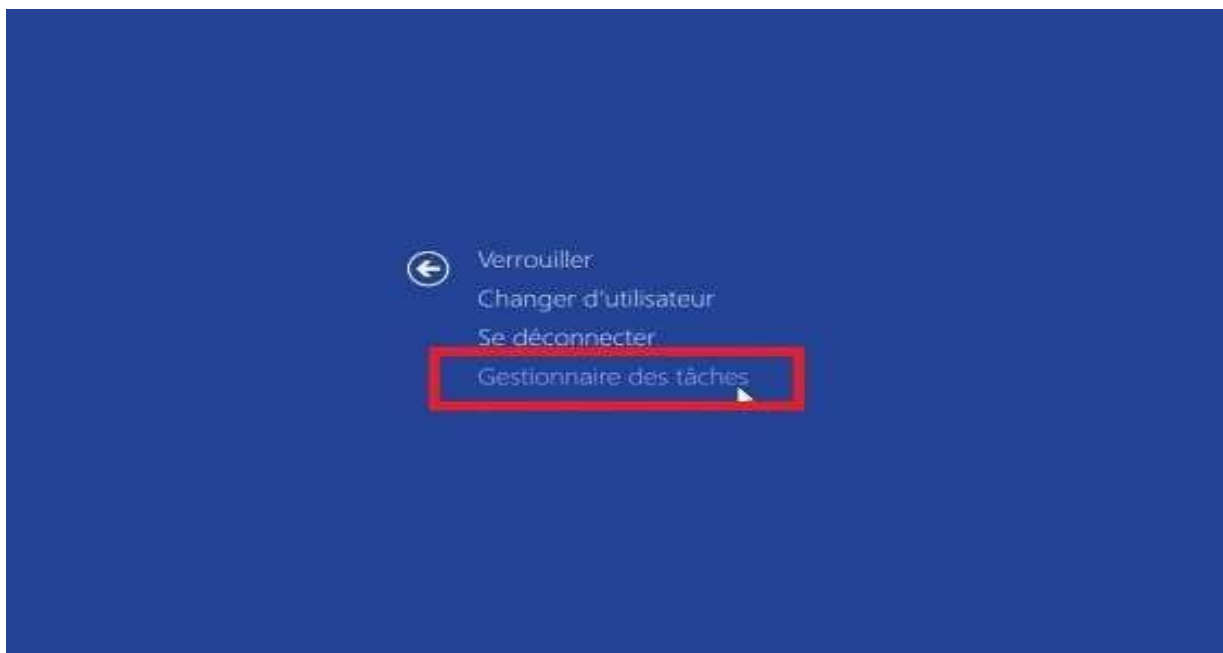 Verrouiller
Changer d'utilisateur
Se déconnecter
Gestionnaire des tâches